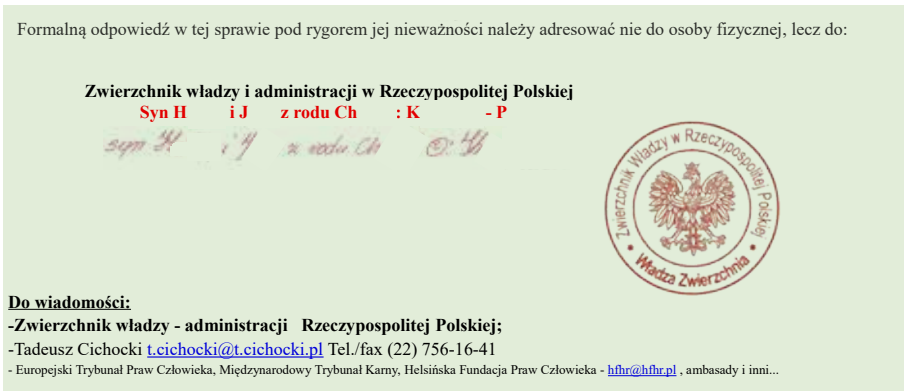 Formalną odpowiedź w tej sprawie pod rygorem jej nieważności należy adresować nie do osoby fizycznej, lecz do:
Zwierzchnik władzy i administracji w Rzeczypospolitej Polskiej
Syn H i J z rodu Ch : K - P
syn H i J z rodu Ch
Zwierzchnik Władzy w Rzeczypospolitej Polskiej
Władza Zwierzchnia
Do wiadomości:
-Zwierzchnik władzy - administracji Rzeczypospolitej Polskiej;
-Tadeusz Cichocki t.cichocki@t.cichocki.pl Tel./fax (22) 756-16-41
- Europejski Trybunał Praw Człowieka, Międzynarodowy Trybunał Karny, Helsińska Fundacja Praw Człowieka - hfhr@hfhr.pl , ambasady i inni...